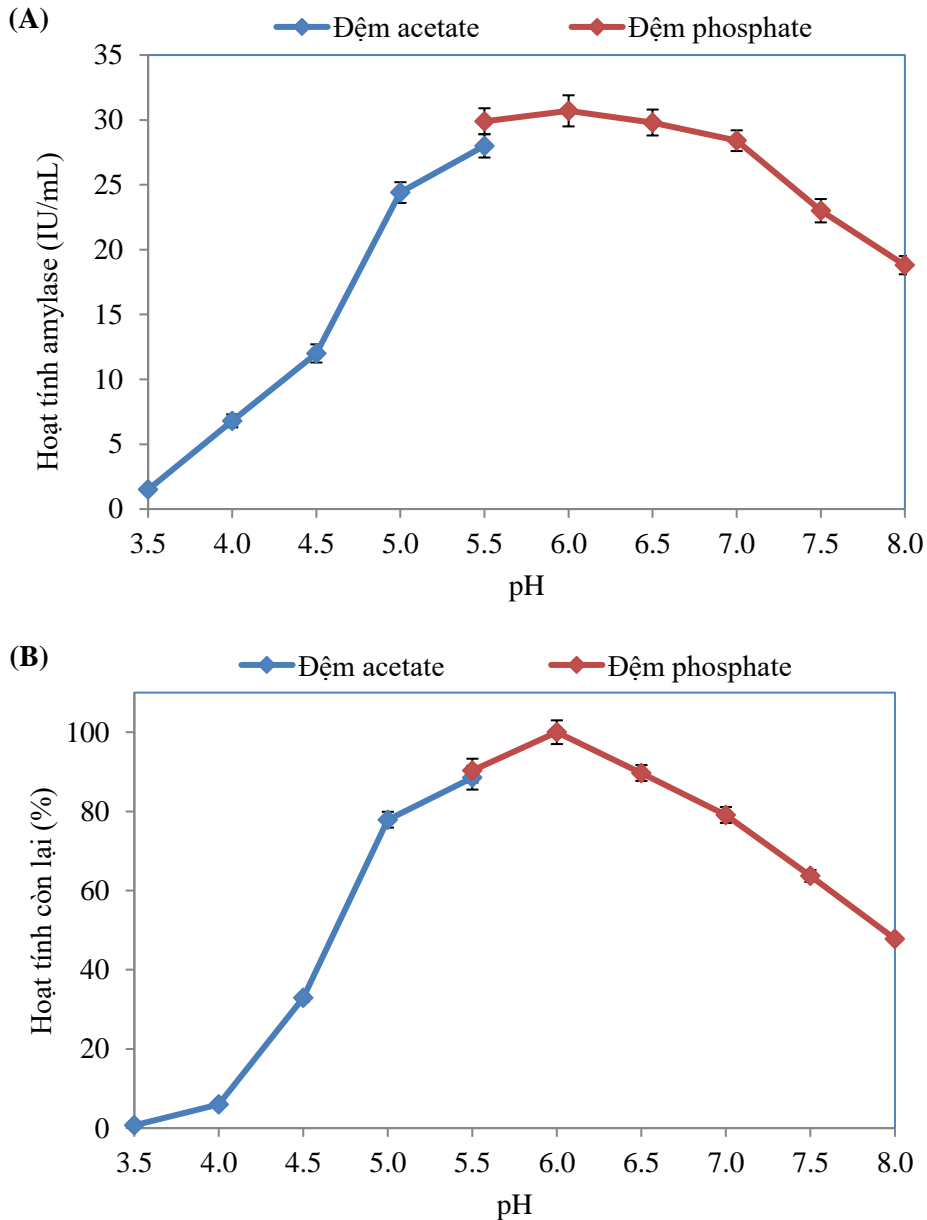 (A)
Đệm acetate Đệm phosphate
35
30
25
20
15
10
5
0
Hoạt tính amylase (IU/mL)
3.5 4.0 4.5 5.0 5.5 6.0 6.5 7.0 7.5 8.0
pH
(B)
Đệm acetate Đệm phosphate
100
80
60
40
20
0
Hoạt tính còn lại (%)
3.5 4.0 4.5 5.0 5.5 6.0 6.5 7.0 7.5 8.0
pH